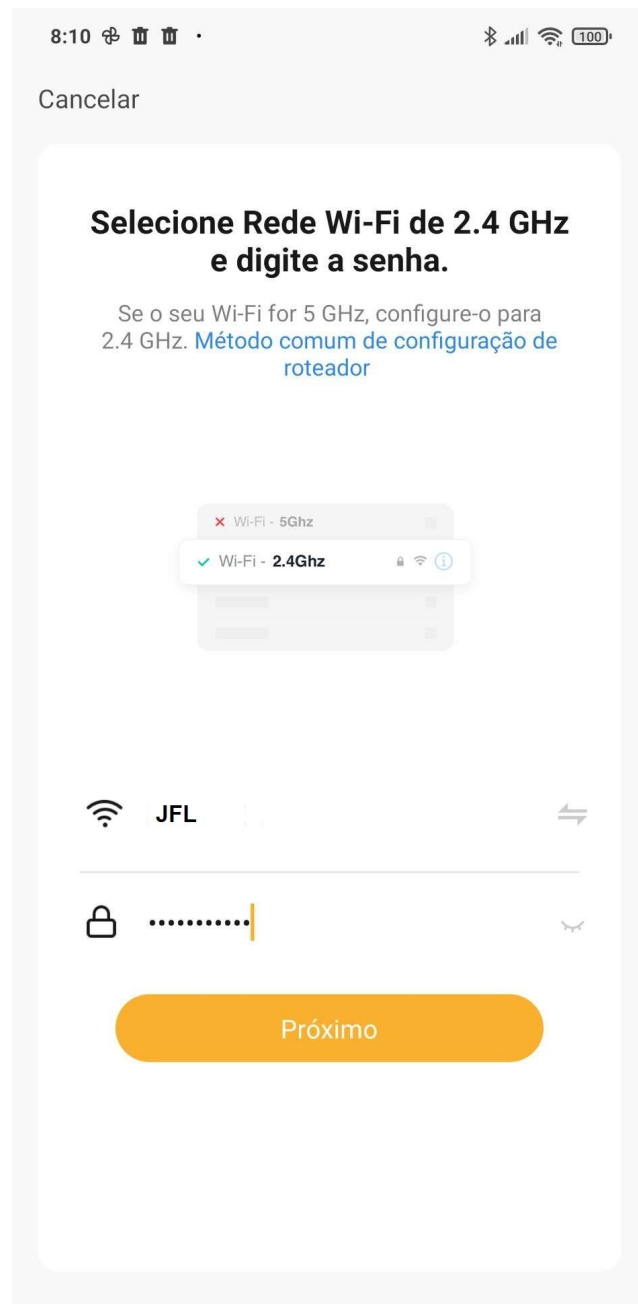 8:10
100
Cancelar
Selecione Rede Wi-Fi de 2.4 GHz
e digite a senha.
Se o seu Wi-Fi for 5 GHz, configure-o para
2.4 GHz. Método comum de configuração de
roteador
Wi-Fi - 5Ghz
Wi-Fi - 2.4Ghz
JFL
•••••••••••
Próximo